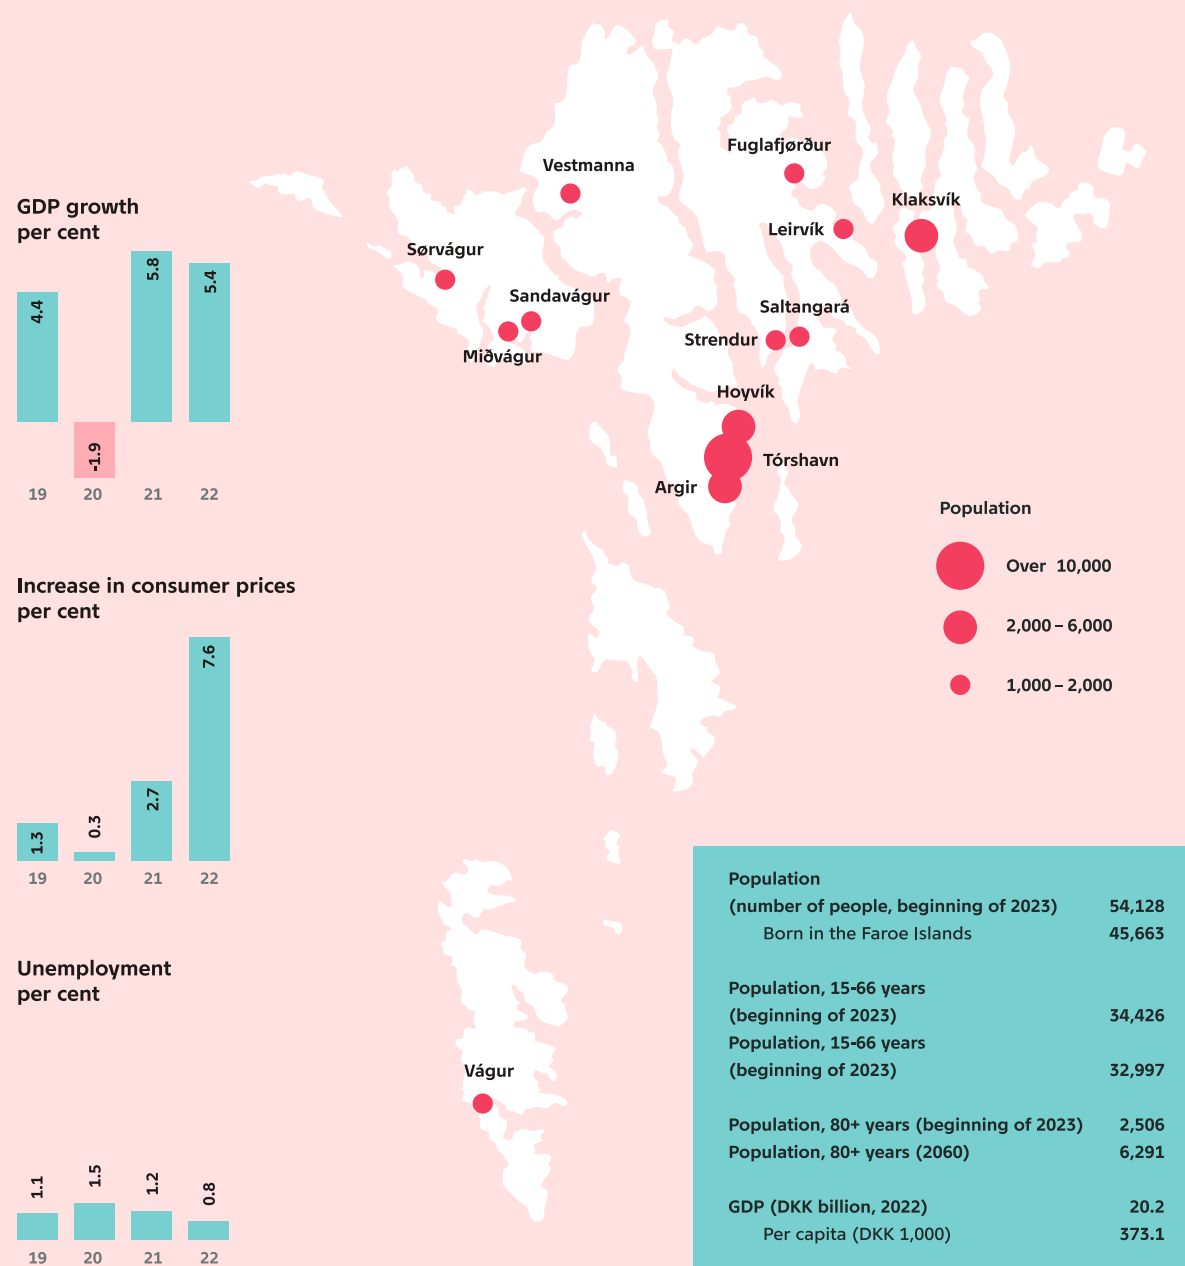 Vestmanna
Fuglafjørður
Klaksvík
Leirvík
Sørvágur
Sandavágur
Miðvágur
Saltangará
Strendur
Hoyvík
Tórshavn
Argir
Vágur
GDP growth
per cent
4.4
-1.9
5.8
5.4
19 20 21 22
Increase in consumer prices
per cent
1.3
0.3
2.7
7.6
19 20 21 22
Unemployment
per cent
1.1
1.5
1.2
0.8
19 20 21 22
Population
Over 10,000
2,000 – 6,000
1,000 – 2,000
Population
(number of people, beginning of 2023) 54,128
Born in the Faroe Islands 45,663
Population, 15-66 years
(beginning of 2023) 34,426
Population, 15-66 years
(beginning of 2023) 32,997
Population, 80+ years (beginning of 2023) 2,506
Population, 80+ years (2060) 6,291
GDP (DKK billion, 2022) 20.2
Per capita (DKK 1,000) 373.1